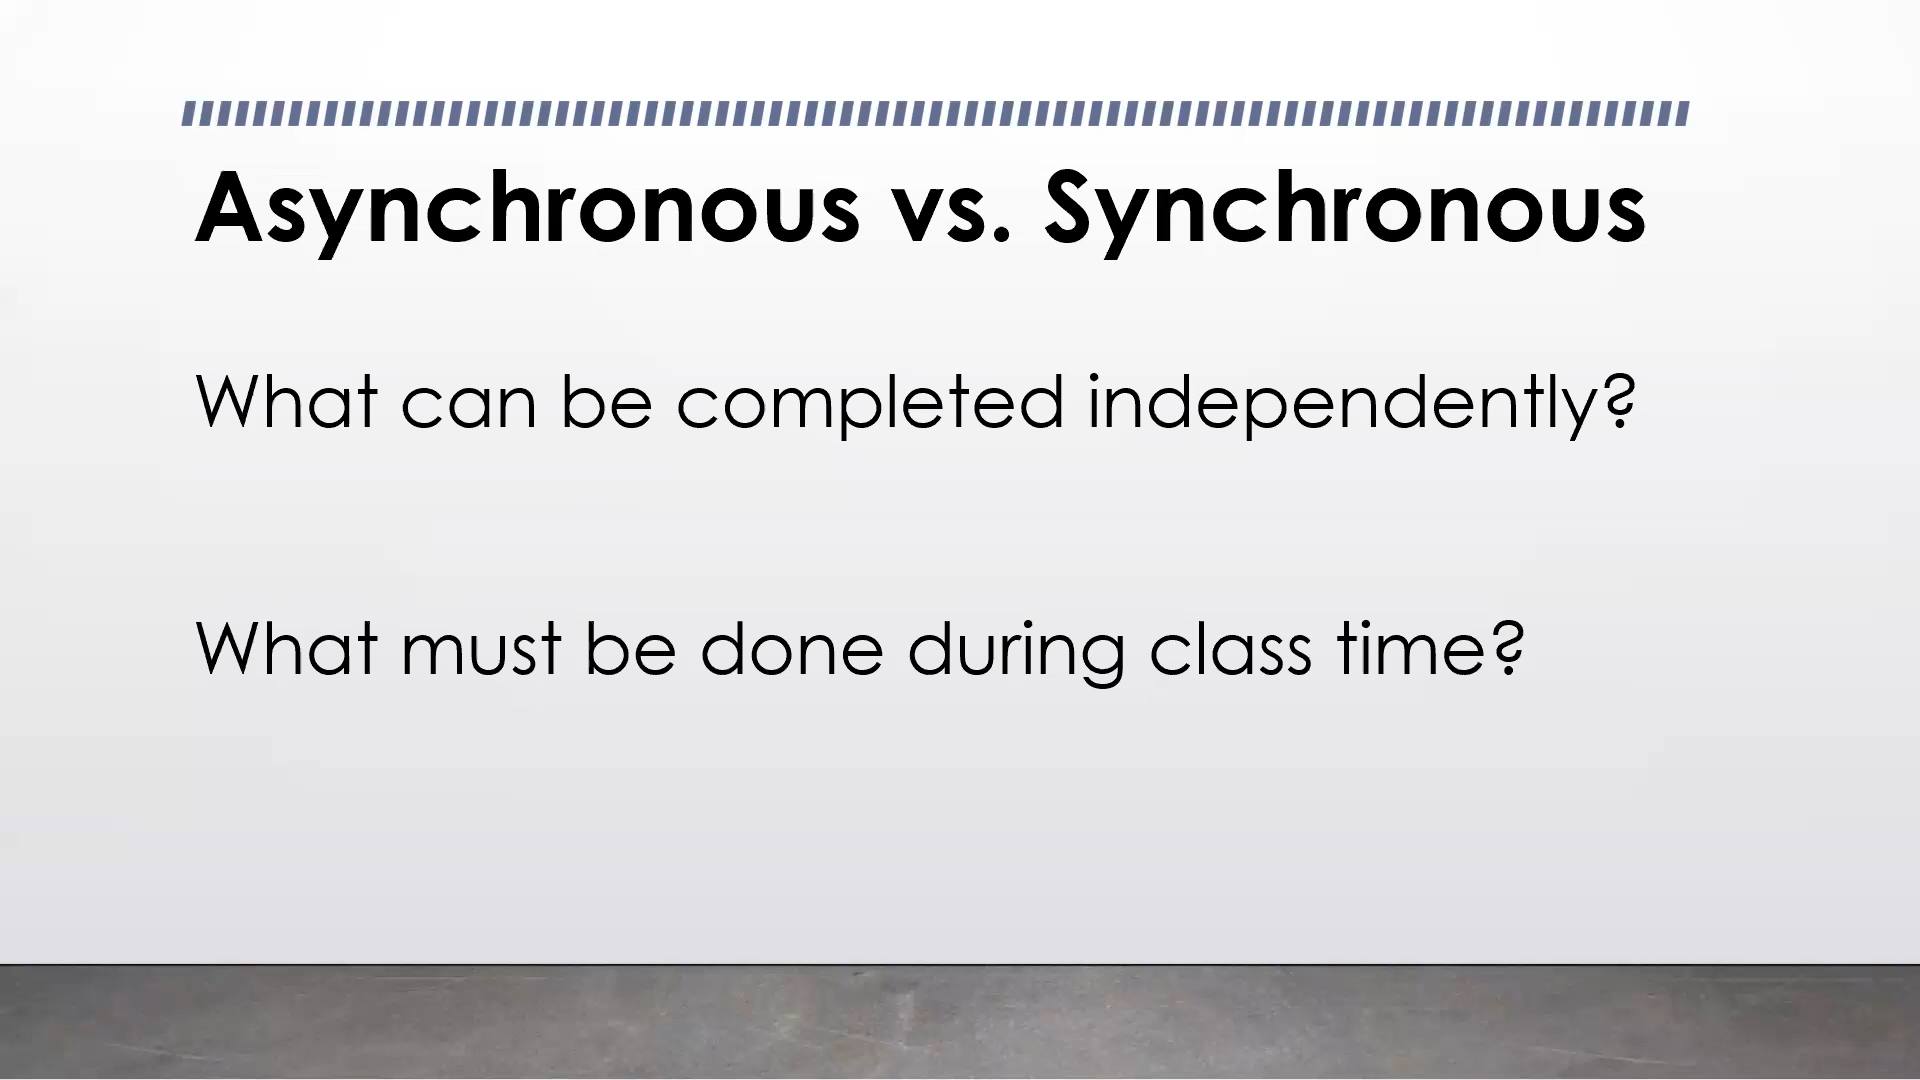 Asynchronous vs. Synchronous
What can be completed independently?
What must be done during class time?